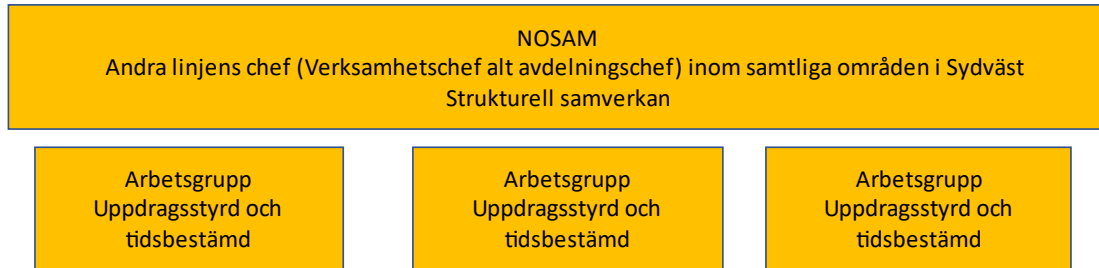 NOSAM
Andra linjens chef (Verksamhetschef alt avdelningschef) inom samtliga områden i Sydväst
Strukturell samverkan
Arbetsgrupp
Uppdragsstyrd och
tidsbestämd
Arbetsgrupp
Uppdragsstyrd och
tidsbestämd
Arbetsgrupp
Uppdragsstyrd och
tidsbestämd